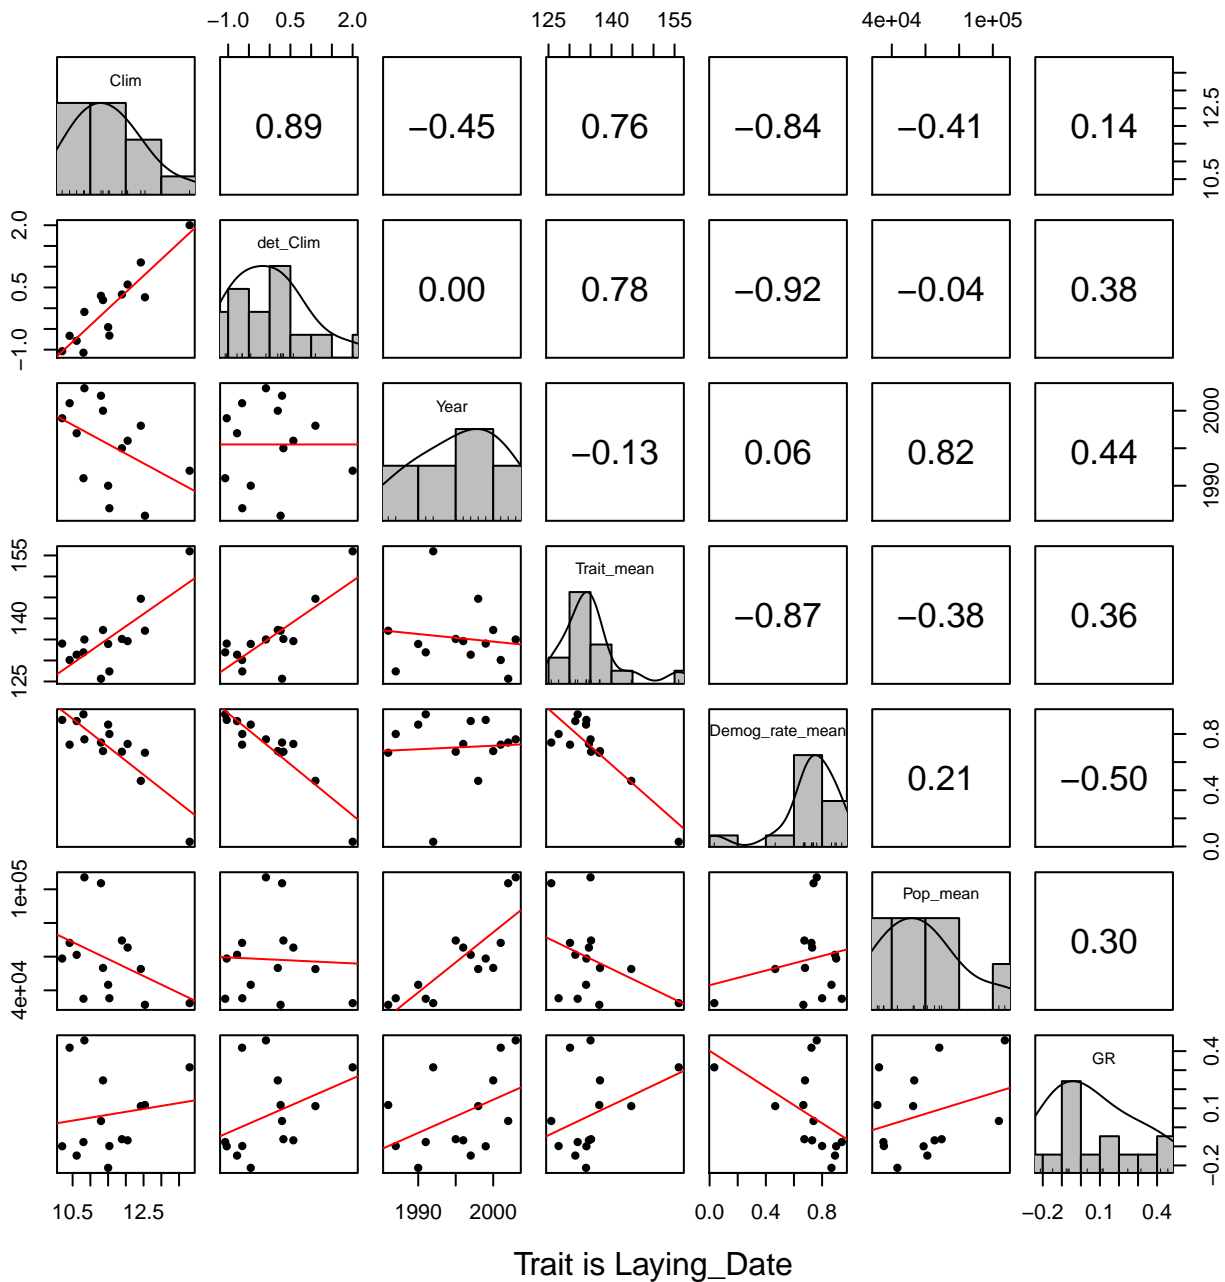 −1.0 0.5 2.0 125 140 155 4e+04 1e+05
Clim 0.89 −0.45 0.76 −0.84 −0.41 0.14 10.5 12.5
−1.0 0.5 2.0 det_Clim 0.00 0.78 −0.92 −0.04 0.38
Year −0.13 0.06 0.82 0.44 1990 2000
125 140 155 Trait_mean −0.87 −0.38 0.36
Demog_rate_mean 0.21 −0.50 0.0 0.4 0.8
4e+04 1e+05 Pop_mean 0.30
GR −0.2 0.1 0.4
10.5 12.5 1990 2000 0.0 0.4 0.8 −0.2 0.1 0.4
Trait is Laying_Date